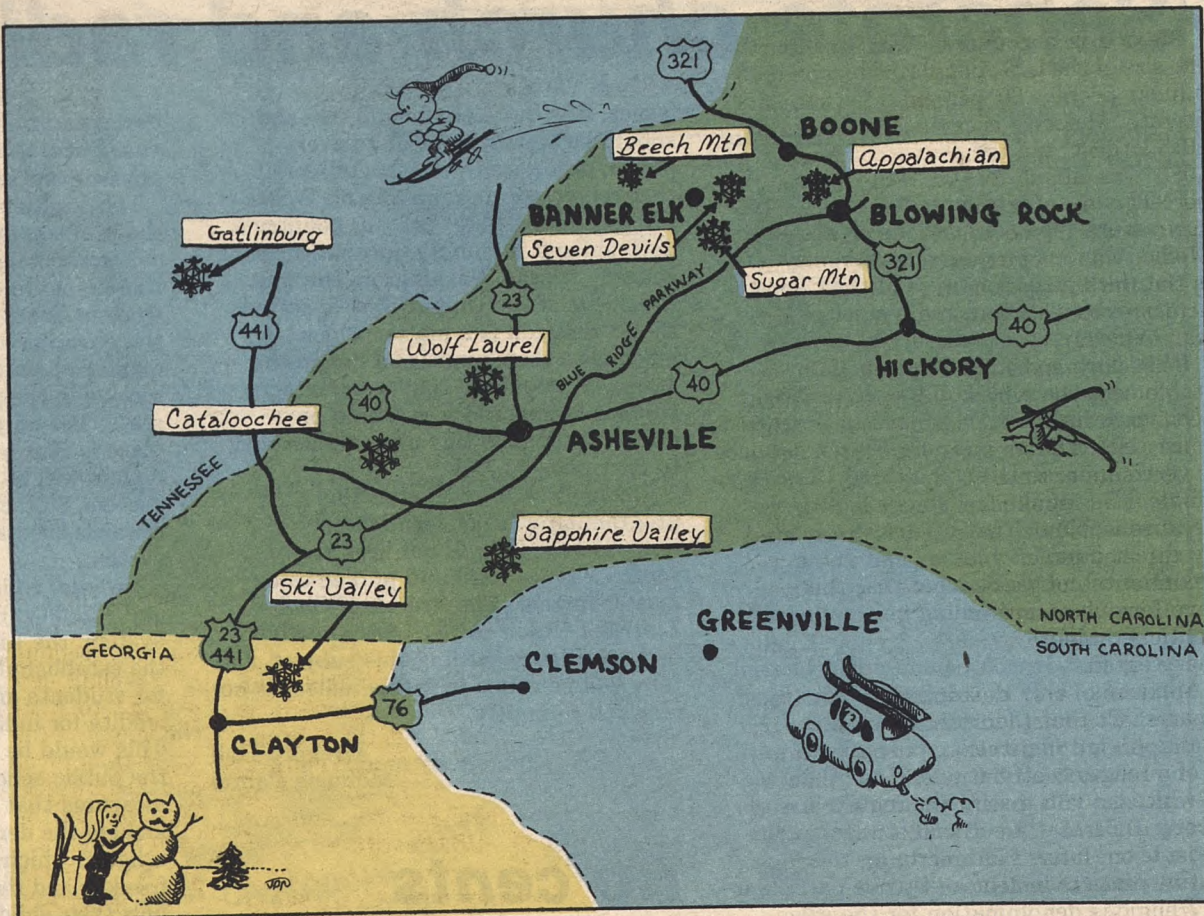 321
BOONE
Beech Mtn
Appalachian
BANNER ELK
BLOWING ROCK
Gatlinburg
Seven Devils
321
Sugar Mtn
23
PARKWAY
441
RIDGE
40
Wolf Laurel
HICKORY
BLUE
40
40
Cataloochee
ASHEVILLE
TENNESSEE
23
Sapphire Valley
Ski Valley
GREENVILLE
NORTH CAROLINA
23
441
GEORGIA
SOUTH CAROLINA
CLEMSON
76
CLAYTON